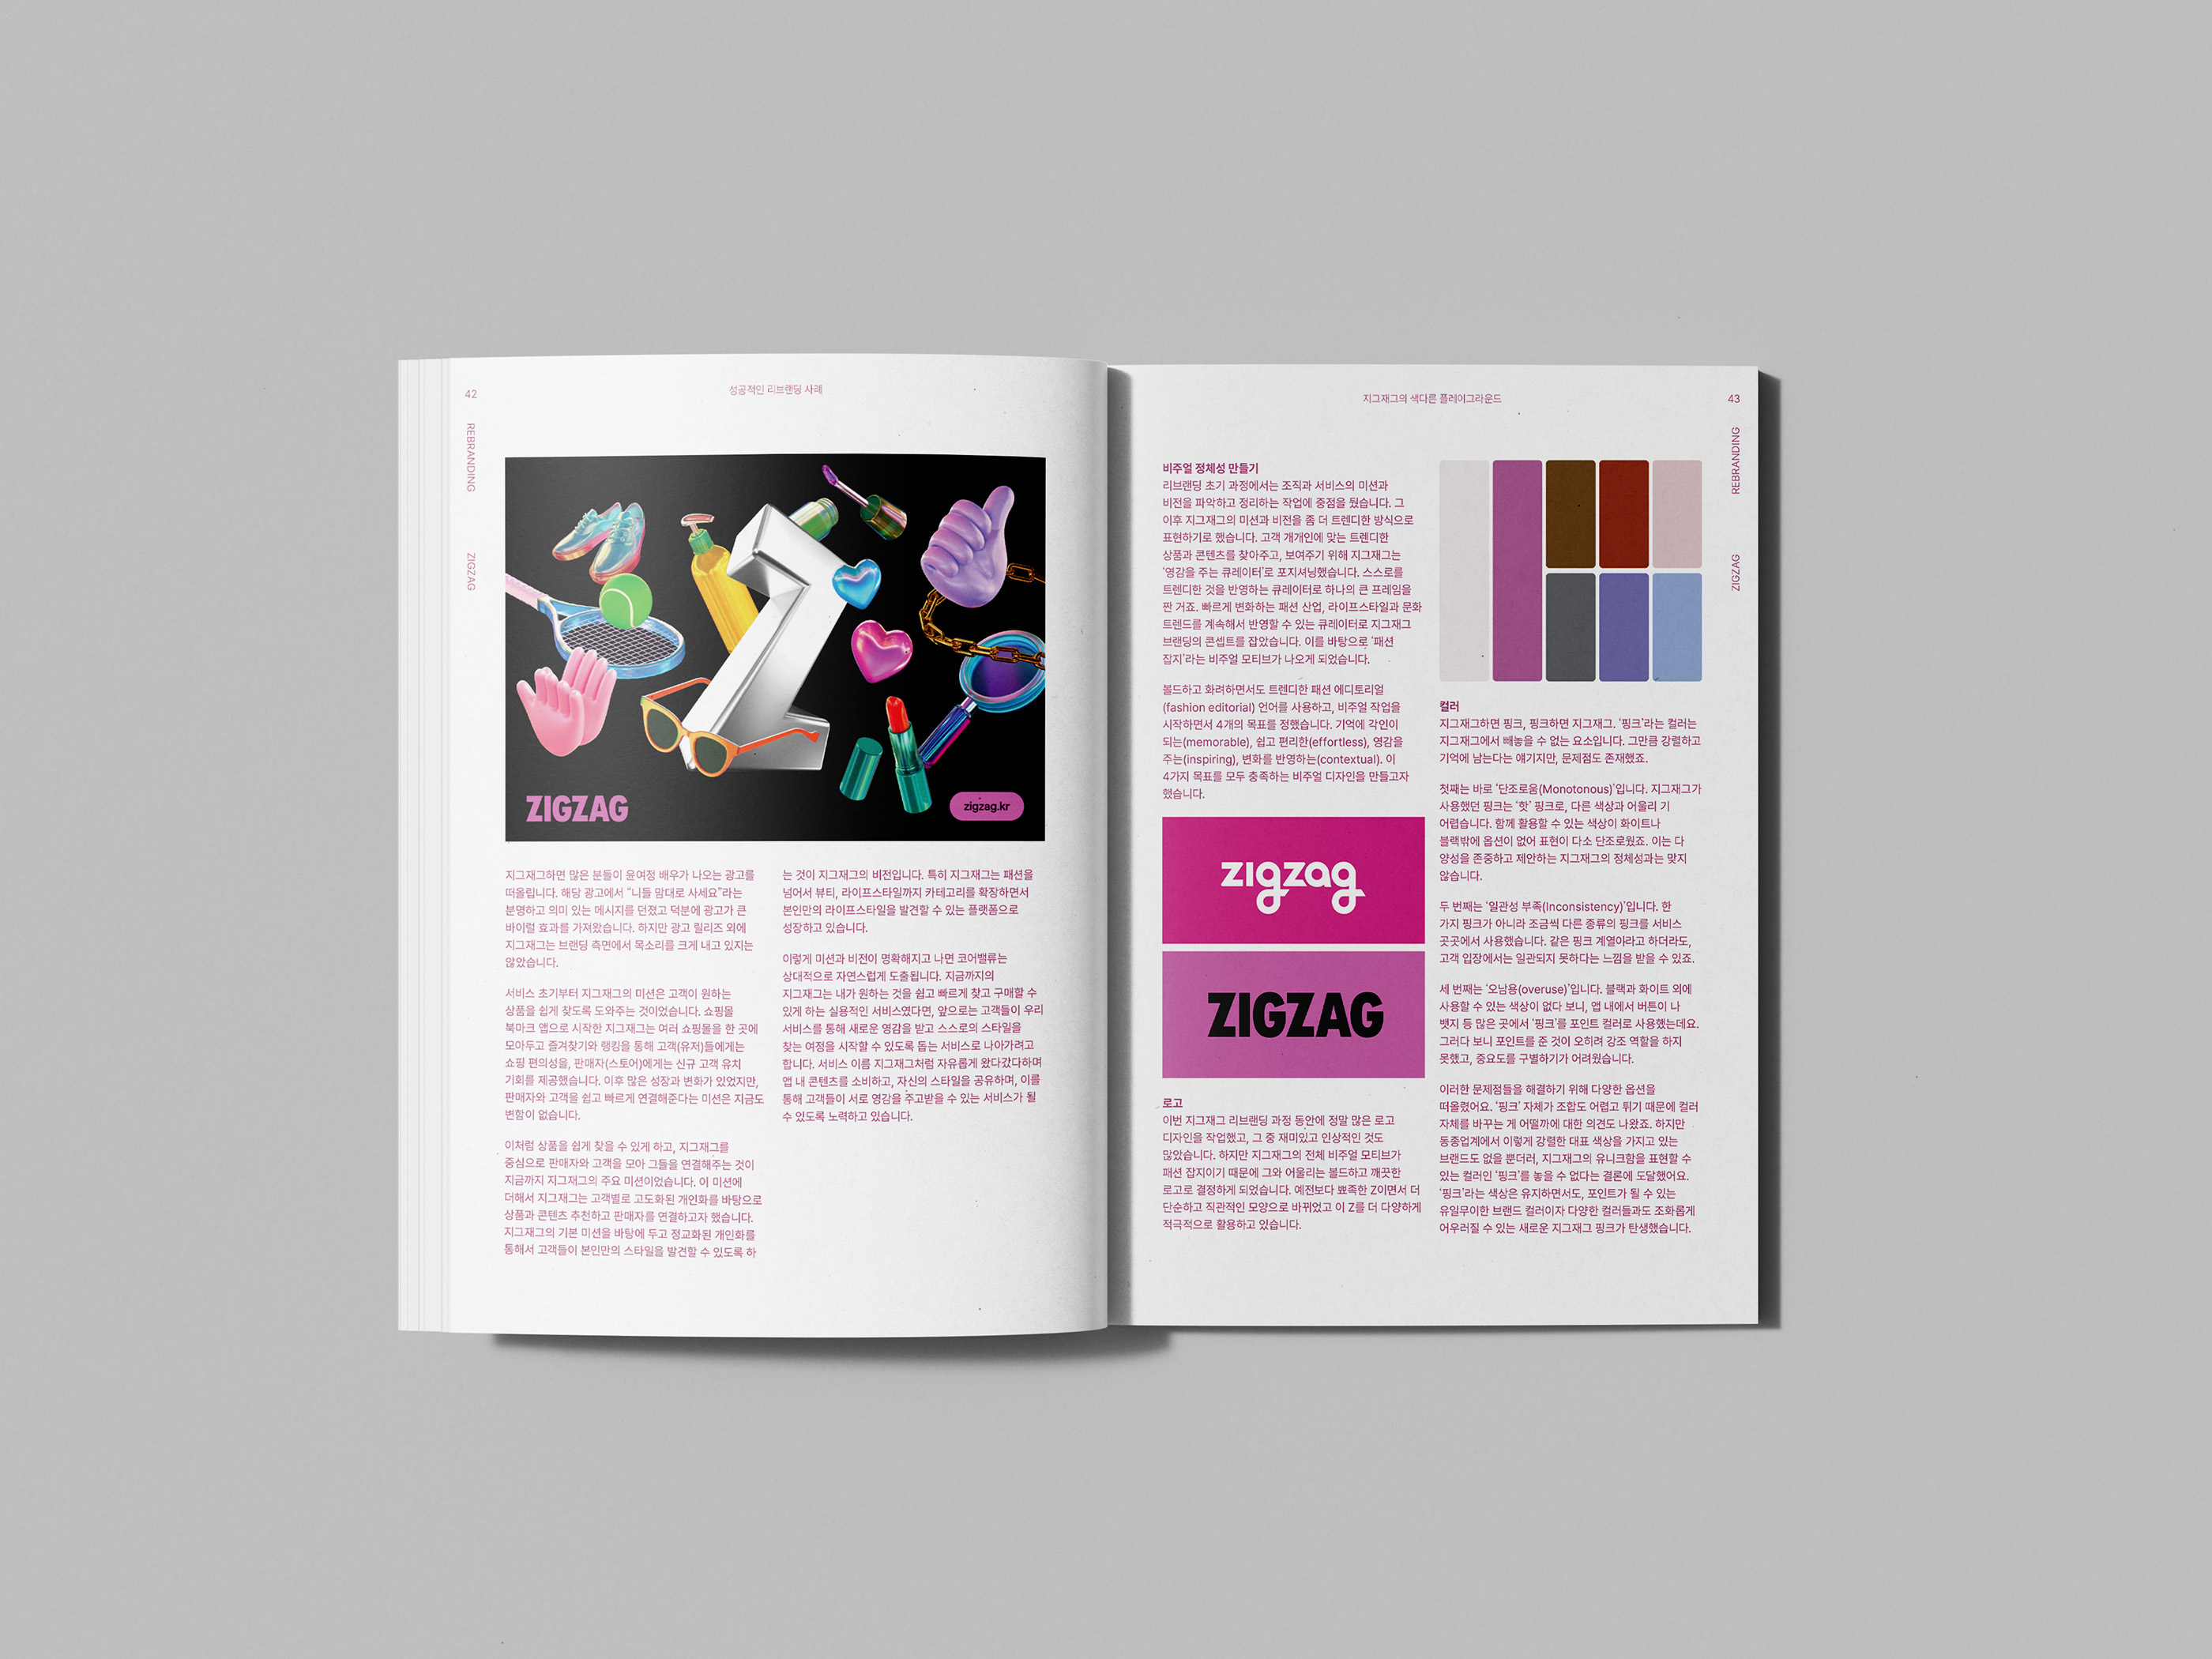 42
성공적인 리브랜딩 사례
REBRANDING
ZIGZAG
ZIGZAG
zigzag.kr
지그재그하면 많은 분들이 윤여정 배우가 나오는 광고를
떠올립니다. 해당 광고에서 “니들 맘대로 사세요”라는
분명하고 의미 있는 메시지를 던졌고 덕분에 광고가 큰
바이럴 효과를 가져왔습니다. 하지만 광고 릴리즈 외에
지그재그는 브랜딩 측면에서 목소리를 크게 내고 있지는
않았습니다.
서비스 초기부터 지그재그의 미션은 고객이 원하는
상품을 쉽게 찾도록 도와주는 것이었습니다. 쇼핑몰
북마크 앱으로 시작한 지그재그는 여러 쇼핑몰을 한 곳에
모아두고 즐겨찾기와 랭킹을 통해 고객(유저)들에게는
쇼핑 편의성을, 판매자(스토어)에게는 신규 고객 유치
기회를 제공했습니다. 이후 많은 성장과 변화가 있었지만,
판매자와 고객을 쉽고 빠르게 연결해준다는 미션은 지금도
변함이 없습니다.
이처럼 상품을 쉽게 찾을 수 있게 하고, 지그재그를
중심으로 판매자와 고객을 모아 그들을 연결해주는 것이
지금까지 지그재그의 주요 미션이었습니다. 이 미션에
더해서 지그재그는 고객별로 고도화된 개인화를 바탕으로
상품과 콘텐츠 추천하고 판매자를 연결하고자 했습니다.
지그재그의 기본 미션을 바탕에 두고 정교화된 개인화를
통해서 고객들이 본인만의 스타일을 발견할 수 있도록 하
는 것이 지그재그의 비전입니다. 특히 지그재그는 패션을
넘어서 뷰티, 라이프스타일까지 카테고리를 확장하면서
본인만의 라이프스타일을 발견할 수 있는 플랫폼으로
성장하고 있습니다.
이렇게 미션과 비전이 명확해지고 나면 코어밸류는
상대적으로 자연스럽게 도출됩니다. 지금까지의
지그재그는 내가 원하는 것을 쉽고 빠르게 찾고 구매할 수
있게 하는 실용적인 서비스였다면, 앞으로는 고객들이 우리
서비스를 통해 새로운 영감을 받고 스스로의 스타일을
찾는 여정을 시작할 수 있도록 돕는 서비스로 나아가려고
합니다. 서비스 이름 지그재그처럼 자유롭게 왔다갔다하며
앱 내 콘텐츠를 소비하고, 자신의 스타일을 공유하며, 이를
통해 고객들이 서로 영감을 주고받을 수 있는 서비스가 될
수 있도록 노력하고 있습니다.
지그재그의 색다른 플레이그라운드
43
REBRANDING
ZIGZAG
비주얼 정체성 만들기
리브랜딩 초기 과정에서는 조직과 서비스의 미션과
비전을 파악하고 정리하는 작업에 중점을 뒀습니다. 그
이후 지그재그의 미션과 비전을 좀 더 트렌디한 방식으로
표현하기로 했습니다. 고객 개개인에 맞는 트렌디한
상품과 콘텐츠를 찾아주고, 보여주기 위해 지그재그는
‘영감을 주는 큐레이터’로 포지셔닝했습니다. 스스로를
트렌디한 것을 반영하는 큐레이터로 하나의 큰 프레임을
짠 거죠. 빠르게 변화하는 패션 산업, 라이프스타일과 문화
트렌드를 계속해서 반영할 수 있는 큐레이터로 지그재그
브랜딩의 콘셉트를 잡았습니다. 이를 바탕으로 ‘패션
잡지’라는 비주얼 모티브가 나오게 되었습니다.
볼드하고 화려하면서도 트렌디한 패션 에디토리얼
(fashion editorial) 언어를 사용하고, 비주얼 작업을
시작하면서 4개의 목표를 정했습니다. 기억에 각인이
되는(memorable), 쉽고 편리한(effortless), 영감을
주는(inspiring), 변화를 반영하는(contextual). 이
4가지 목표를 모두 충족하는 비주얼 디자인을 만들고자
했습니다.
zigzag
ZIGZAG
로고
이번 지그재그 리브랜딩 과정 동안에 정말 많은 로고
디자인을 작업했고, 그 중 재미있고 인상적인 것도
많았습니다. 하지만 지그재그의 전체 비주얼 모티브가
패션 잡지이기 때문에 그와 어울리는 볼드하고 깨끗한
로고로 결정하게 되었습니다. 예전보다 뾰족한 Z이면서 더
단순하고 직관적인 모양으로 바뀌었고 이 Z를 더 다양하게
적극적으로 활용하고 있습니다.
컬러
지그재그하면 핑크, 핑크하면 지그재그. ‘핑크’라는 컬러는
지그재그에서 빼놓을 수 없는 요소입니다. 그만큼 강렬하고
기억에 남는다는 얘기지만, 문제점도 존재했죠.
첫째는 바로 ‘단조로움(Monotonous)’입니다. 지그재그가
사용했던 핑크는 ‘핫’ 핑크로, 다른 색상과 어울리 기
어렵습니다. 함께 활용할 수 있는 색상이 화이트나
블랙밖에 옵션이 없어 표현이 다소 단조로웠죠. 이는 다
양성을 존중하고 제안하는 지그재그의 정체성과는 맞지
않습니다.
두 번째는 ‘일관성 부족(Inconsistency)’입니다. 한
가지 핑크가 아니라 조금씩 다른 종류의 핑크를 서비스
곳곳에서 사용했습니다. 같은 핑크 계열이라고 하더라도,
고객 입장에서는 일관되지 못하다는 느낌을 받을 수 있죠.
세 번째는 ‘오남용(overuse)’입니다. 블랙과 화이트 외에
사용할 수 있는 색상이 없다 보니, 앱 내에서 버튼이 나
뱃지 등 많은 곳에서 ‘핑크’를 포인트 컬러로 사용했는데요.
그러다 보니 포인트를 준 것이 오히려 강조 역할을 하지
못했고, 중요도를 구별하기가 어려웠습니다.
이러한 문제점들을 해결하기 위해 다양한 옵션을
떠올렸어요. ‘핑크’ 자체가 조합도 어렵고 튀기 때문에 컬러
자체를 바꾸는 게 어떨까에 대한 의견도 나왔죠. 하지만
동종업계에서 이렇게 강렬한 대표 색상을 가지고 있는
브랜드도 없을 뿐더러, 지그재그의 유니크함을 표현할 수
있는 컬러인 ‘핑크’를 놓을 수 없다는 결론에 도달했어요.
‘핑크’라는 색상은 유지하면서도, 포인트가 될 수 있는
유일무이한 브랜드 컬러이자 다양한 컬러들과도 조화롭게
어우러질 수 있는 새로운 지그재그 핑크가 탄생했습니다.